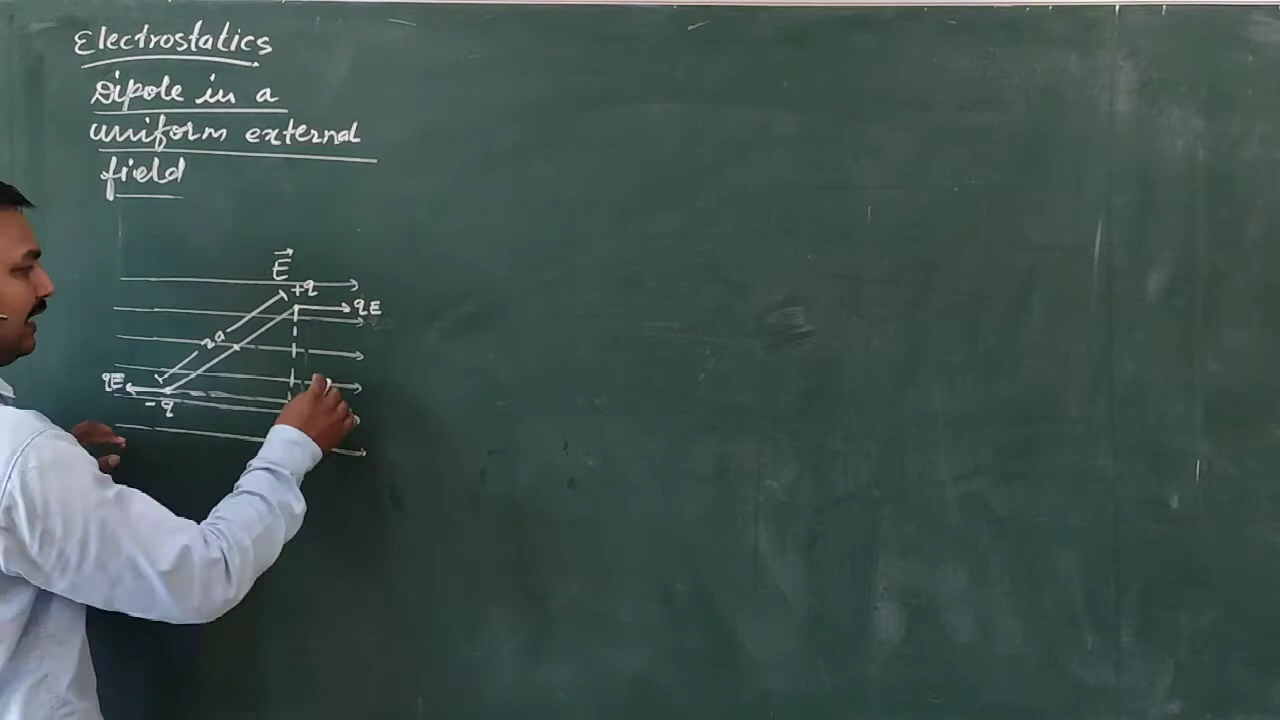 Electrostatics
Dipole in a
uniform external
field
E
+q
qE
2a
qE
-q